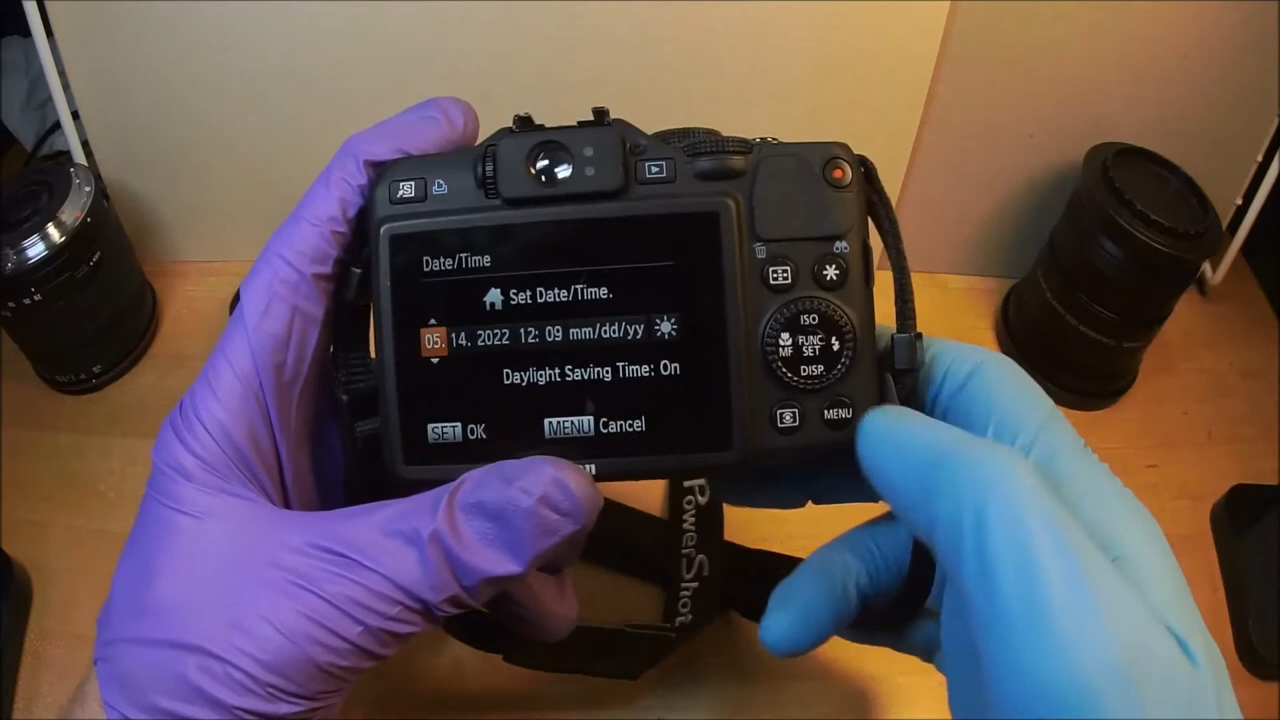 Date/Time
Set Date/Time.
05. 14. 2022 12: 09 mm/dd/yy
Daylight Saving Time: On
SET OK
MENU Cancel
S
ISO
MF
FUNC.
SET
DISP.
MENU
PowerShot